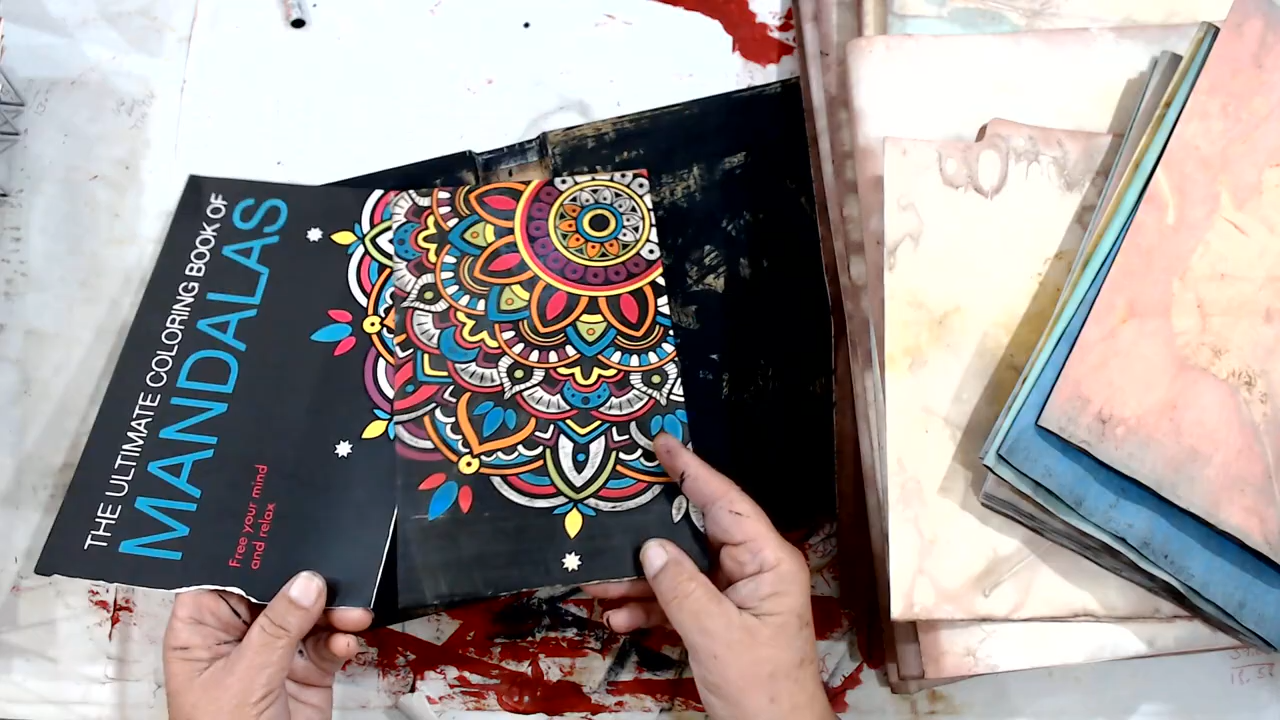 THE ULTIMATE COLORING BOOK OF
MANDALAS
Free your mind
and relax